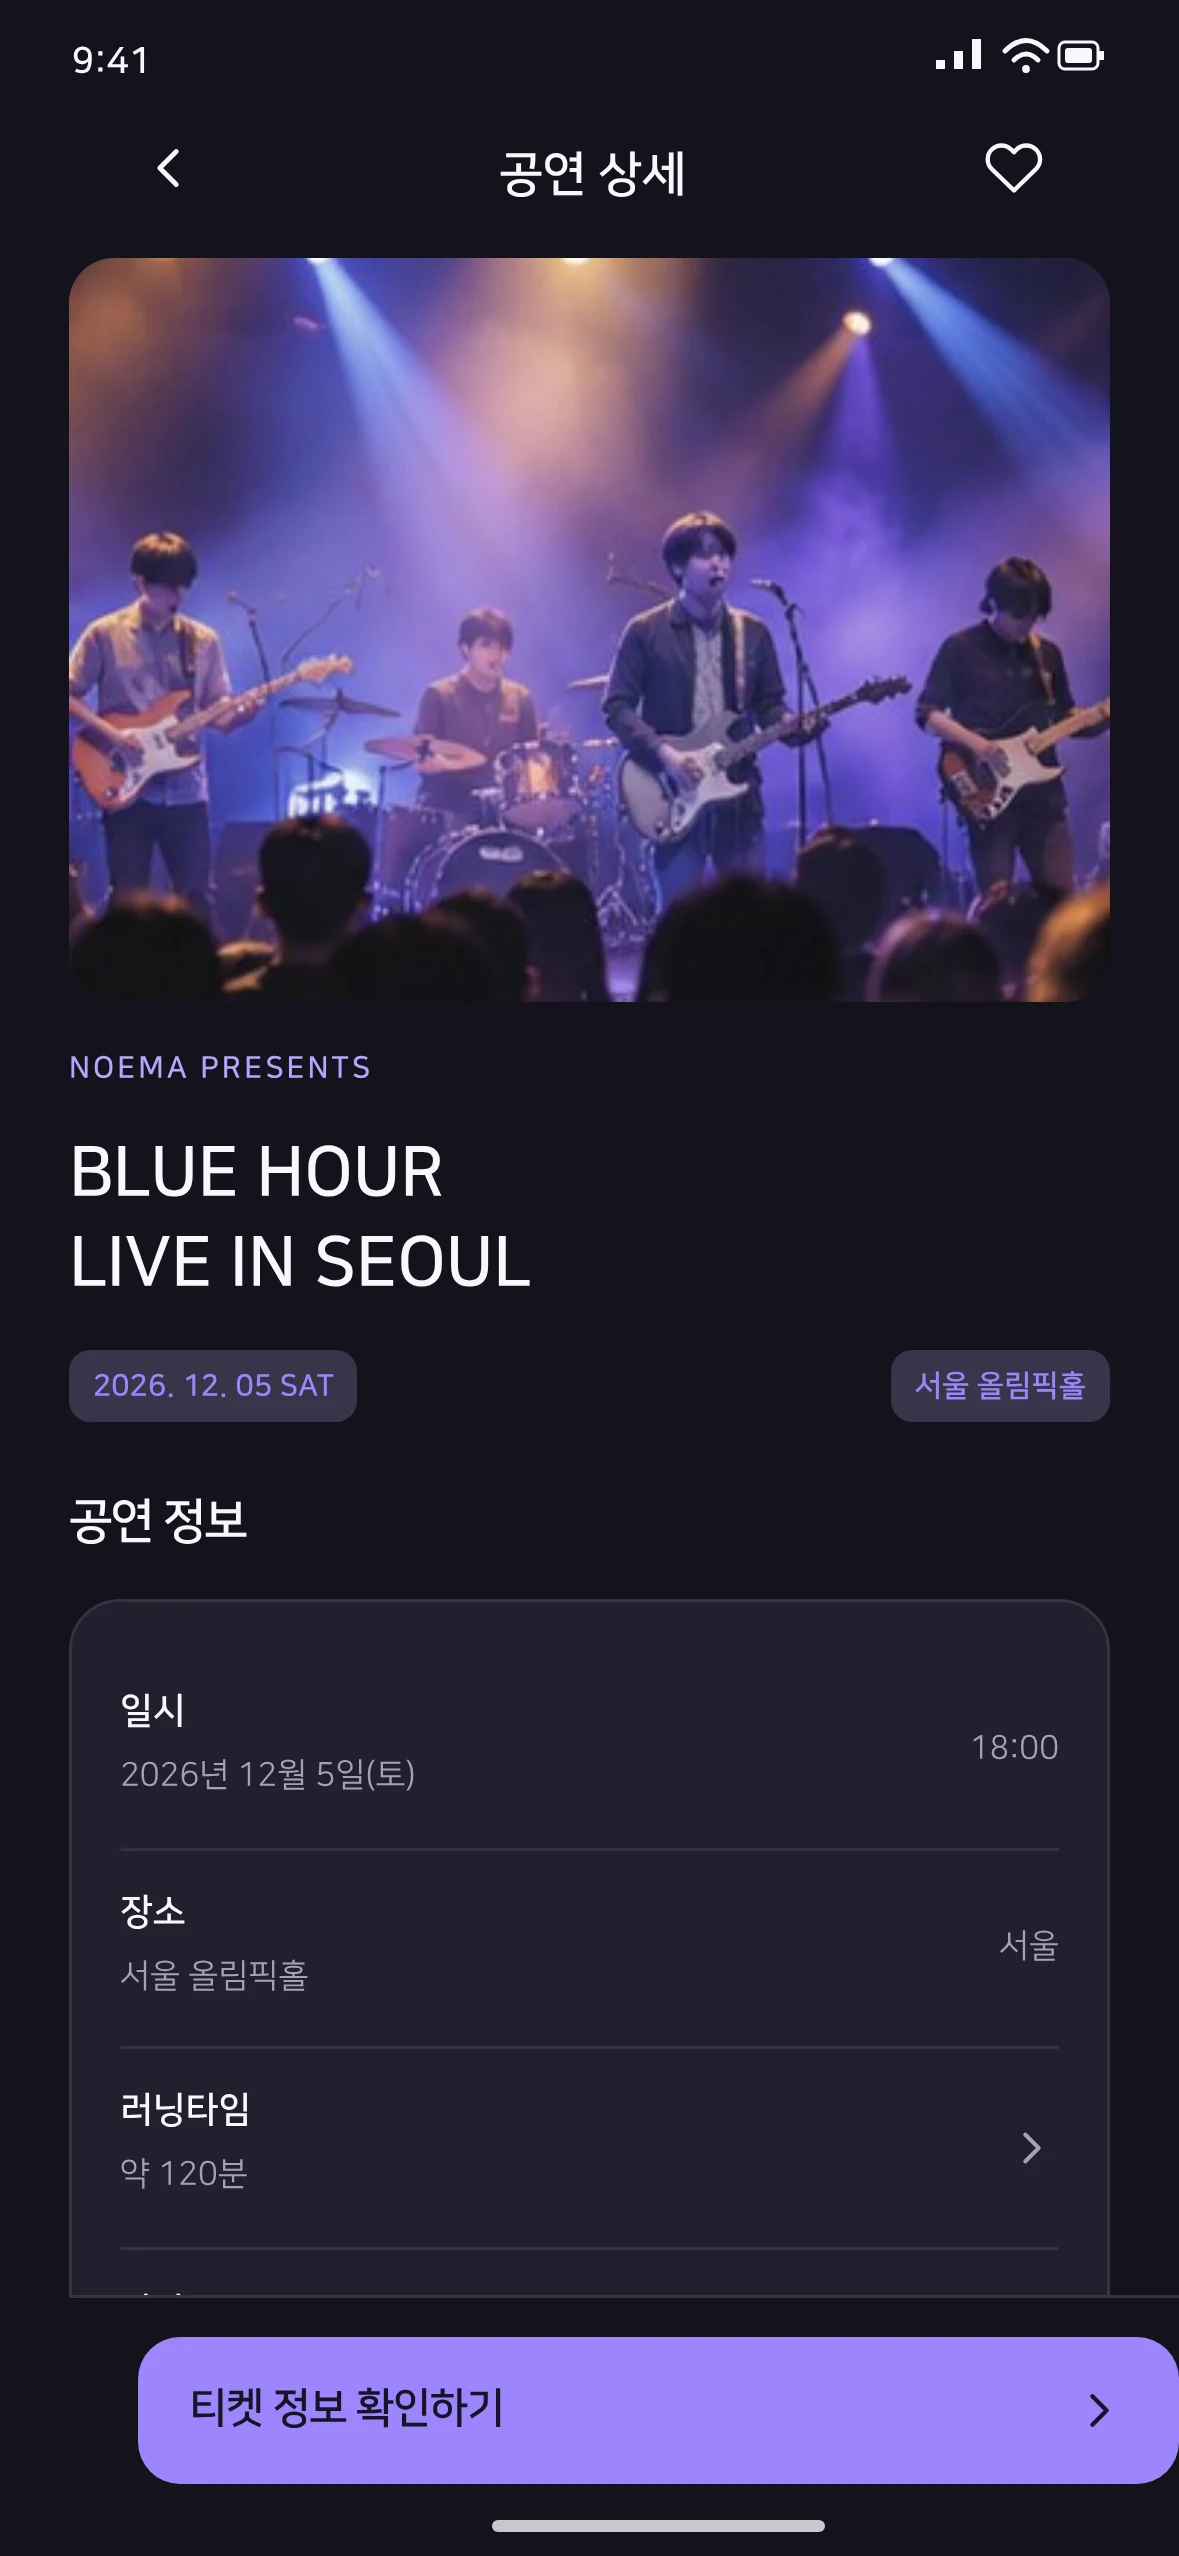 9:41
공연 상세
NOEMA PRESENTS
BLUE HOUR
LIVE IN SEOUL
2026. 12. 05 SAT
서울 올림픽홀
공연 정보
일시
2026년 12월 5일(토)
18:00
장소
서울 올림픽홀
서울
러닝타임
약 120분
티켓 정보 확인하기